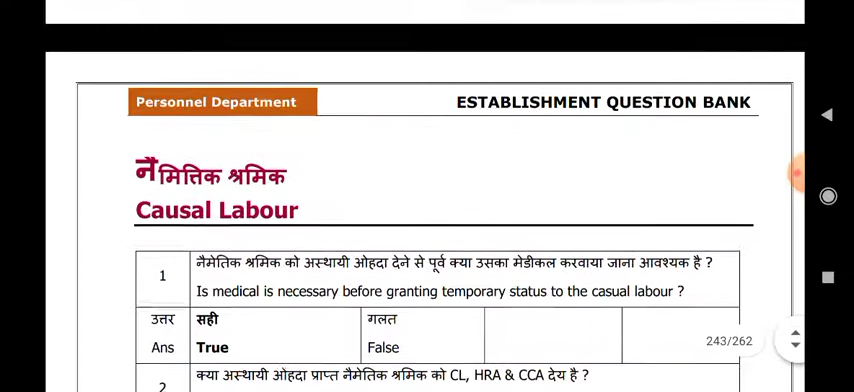 Personnel Department
ESTABLISHMENT QUESTION BANK
नैमित्तिक श्रमिक
Causal Labour
1
नैमेतिक श्रमिक को अस्थायी ओहदा देने से पूर्व क्या उसका मेडीकल करवाया जाना आवश्यक है ?
Is medical is necessary before granting temporary status to the casual labour ?
उत्तर सही गलत
Ans True False
243/262
2
क्या अस्थायी ओहदा प्राप्त नैमेतिक श्रमिक को CL, HRA & CCA देय है ?